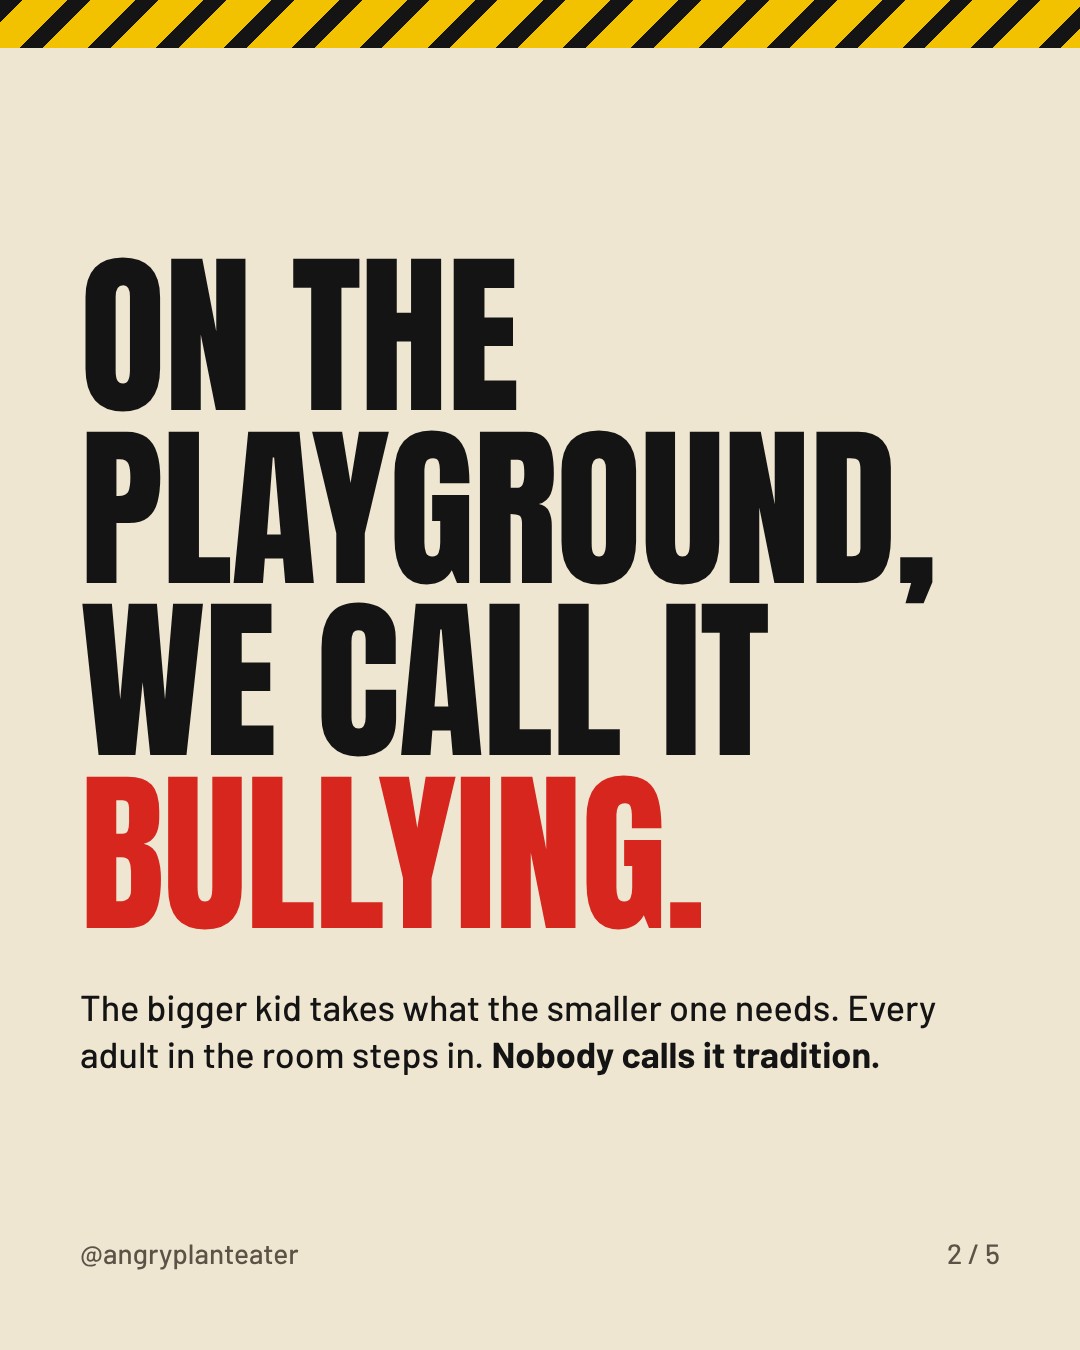 ON THE
PLAYGROUND,
WE CALL IT
BULLYING.
The bigger kid takes what the smaller one needs. Every
adult in the room steps in. Nobody calls it tradition.
@angryplanteater
2 / 5